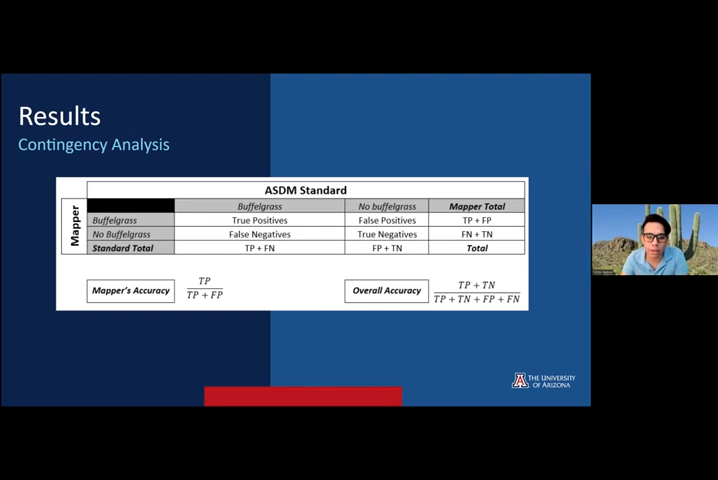 Results
Contingency Analysis
ASDM Standard
Buffelgrass No buffelgrass Mapper Total
Mapper
Buffelgrass True Positives False Positives TP + FP
No Buffelgrass False Negatives True Negatives FN + TN
Standard Total TP + FN FP + TN Total
Mapper's Accuracy
TP
TP + FP
Overall Accuracy
TP + TN
TP + TN + FP + FN
A
THE UNIVERSITY
OF ARIZONA